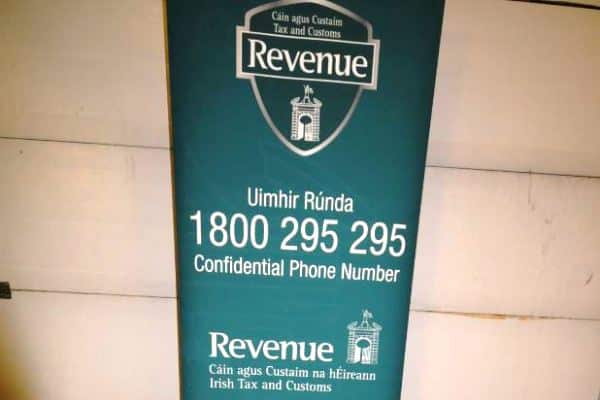 Cáin agus Custaim
Tax and Customs
Revenue
Uimhir Rúnda
1800 295 295
Confidential Phone Number
Revenue
Cáin agus Custaim na hÉireann
Irish Tax and Customs